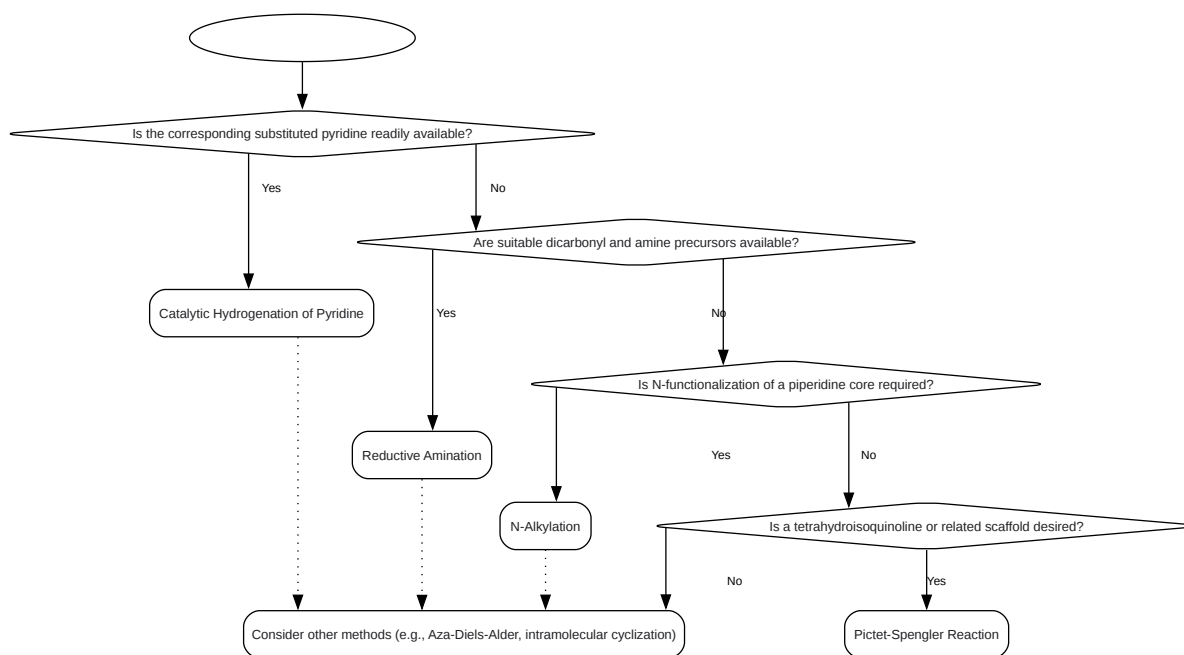 Is the corresponding substituted pyridine readily available?
Yes
No
Are suitable dicarbonyl and amine precursors available?
Catalytic Hydrogenation of Pyridine
Yes
No
Is N-functionalization of a piperidine core required?
Reductive Amination
Yes
No
N-Alkylation
Is a tetrahydroisoquinoline or related scaffold desired?
No
Yes
Consider other methods (e.g., Aza-Diels-Alder, intramolecular cyclization)
Pictet-Spengler Reaction